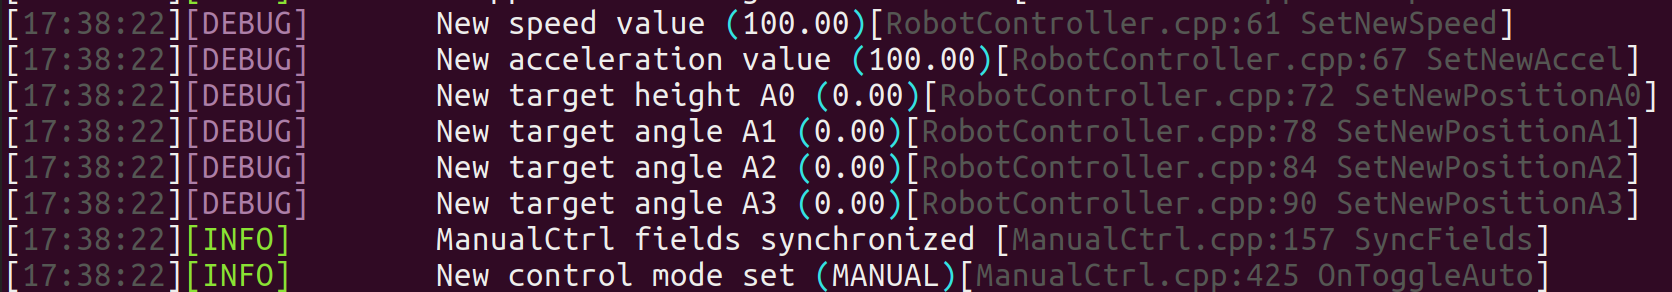 [17:38:22][DEBUG] New speed value (100.00)[RobotController.cpp:61 SetNewSpeed]
[17:38:22][DEBUG] New acceleration value (100.00)[RobotController.cpp:67 SetNewAccel]
[17:38:22][DEBUG] New target height A0 (0.00)[RobotController.cpp:72 SetNewPositionA0]
[17:38:22][DEBUG] New target angle A1 (0.00)[RobotController.cpp:78 SetNewPositionA1]
[17:38:22][DEBUG] New target angle A2 (0.00)[RobotController.cpp:84 SetNewPositionA2]
[17:38:22][DEBUG] New target angle A3 (0.00)[RobotController.cpp:90 SetNewPositionA3]
[17:38:22][INFO] ManualCtrl fields synchronized [ManualCtrl.cpp:157 SyncFields]
[17:38:22][INFO] New control mode set (MANUAL)[ManualCtrl.cpp:425 OnToggleAuto]